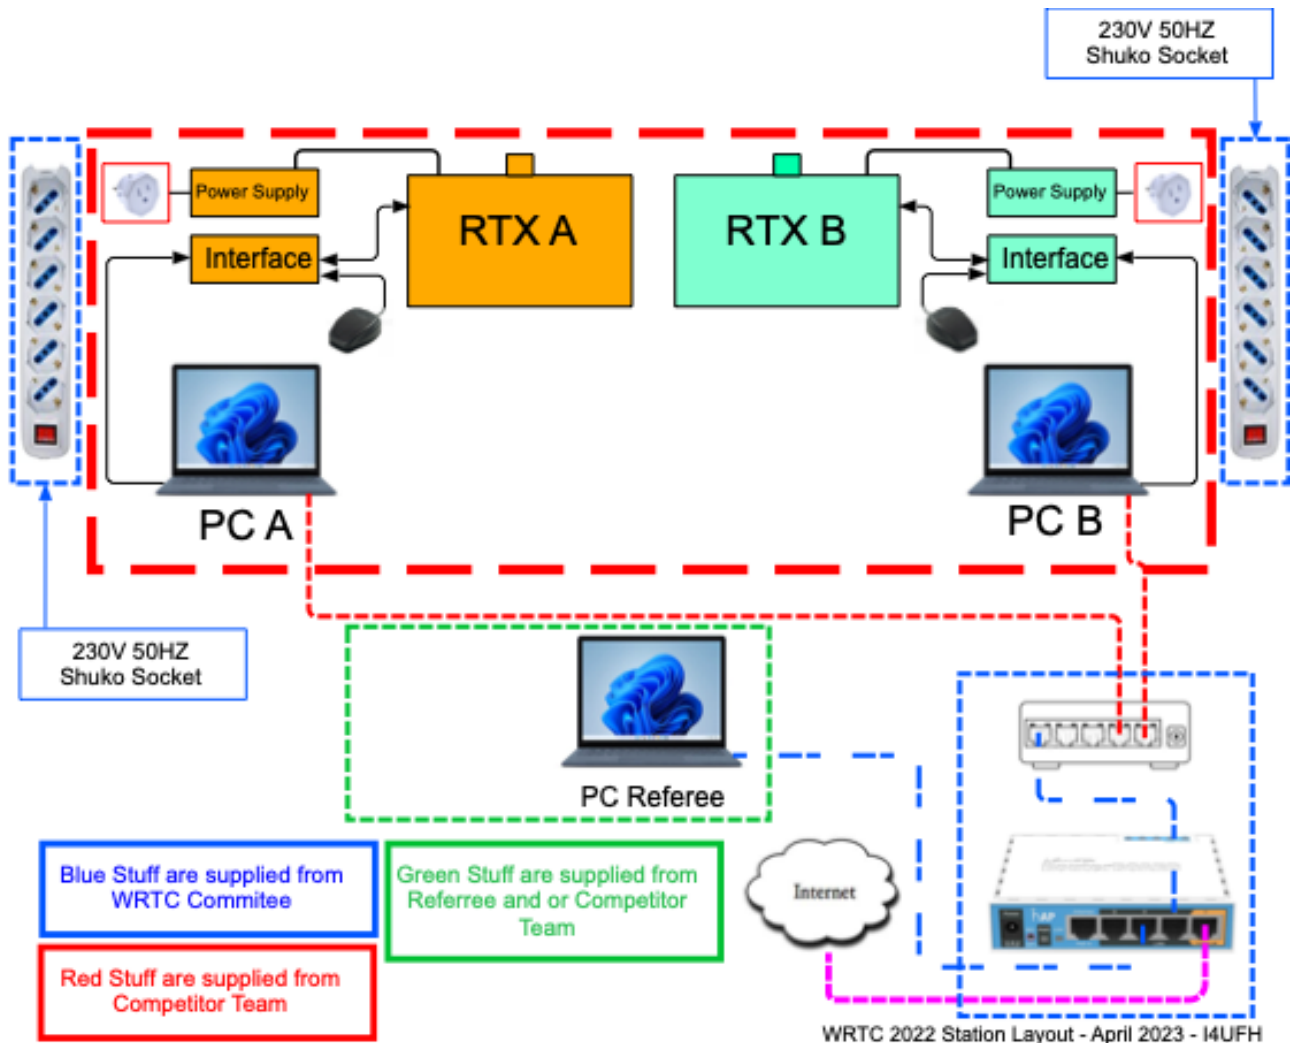 230V 50HZ
Shuko Socket
Power Supply
RTX A
RTX B
Power Supply
Interface
Interface
PC A
PC B
230V 50HZ
Shuko Socket
PC Referee
Blue Stuff are supplied from
WRTC Commitee
Green Stuff are supplied from
Referree and or Competitor
Team
Internet
hAP
Red Stuff are supplied from
Competitor Team
WRTC 2022 Station Layout - April 2023 - I4UFH